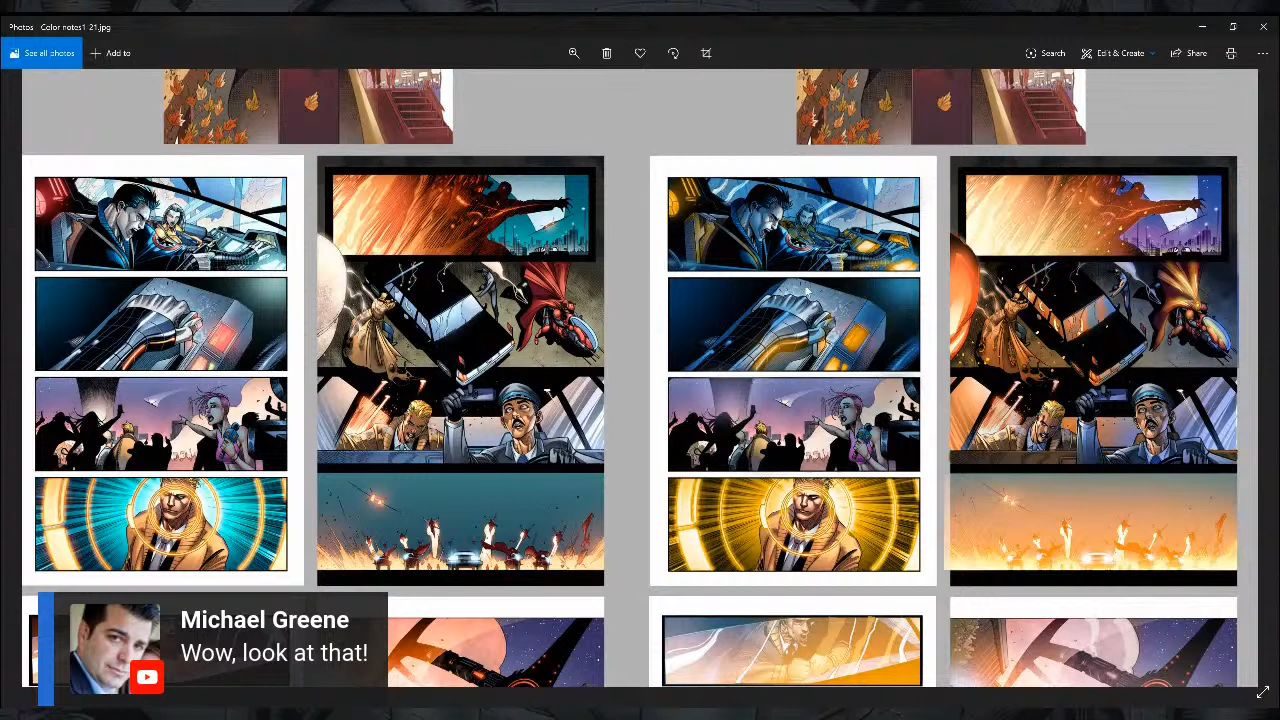 Photos - Color notes1-21.jpg
See all photos
Add to
Search
Edit & Create
Share
Michael Greene
Wow, look at that!